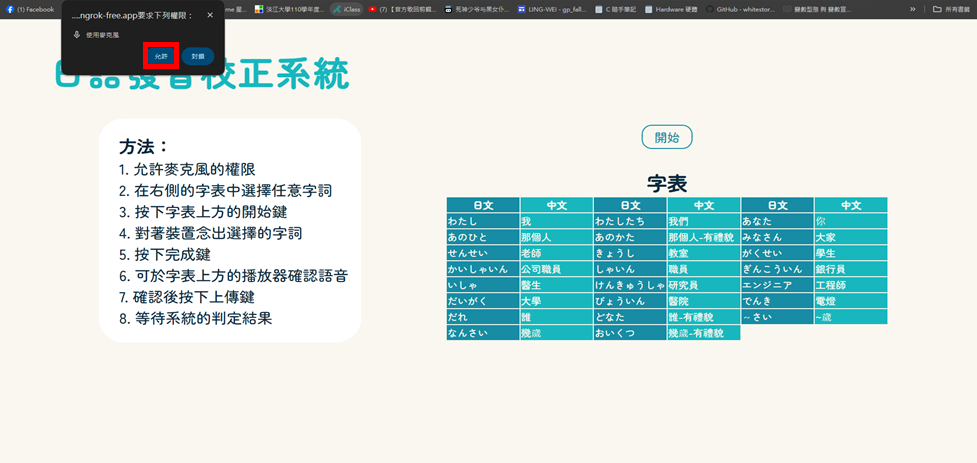 (1) Facebook
me 屋...
淡江大學110學年度...
iClass
(7) 【官方敬回前輯...
死神少爷与黑女仆...
LING-WEI - gp_fall...
C 隨手筆記
Hardware 硬體
GitHub - whitestor...
所有書籤
....ngrok-free.app要求下列權限：
使用麥克風
允許 封鎖
日語發音校正系統
方法：
1. 允許麥克風的權限
2. 在右側的字表中選擇任意字詞
3. 按下字表上方的開始鍵
4. 對著裝置念出選擇的字詞
5. 按下完成鍵
6. 可於字表上方的播放器確認語音
7. 確認後按下上傳鍵
8. 等待系統的判定結果
開始
字表
日文 中文 日文 中文 日文 中文
わたし 我 わたしたち 我們 あなた 你
あのひと 那個人 あのかた 那個人-有禮貌 みなさん 大家
せんせい 老師 きょうし 教室 がくせい 學生
かいしゃいん 公司職員 しゃいん 職員 ぎんこういん 銀行員
いしゃ 醫生 けんきゅうしゃ 研究員 エンジニア 工程師
だいがく 大學 びょういん 醫院 でんき 電燈
だれ 誰 どなた 誰-有禮貌 ～さい ~歲
なんさい 幾歲 おいくつ 幾歲-有禮貌